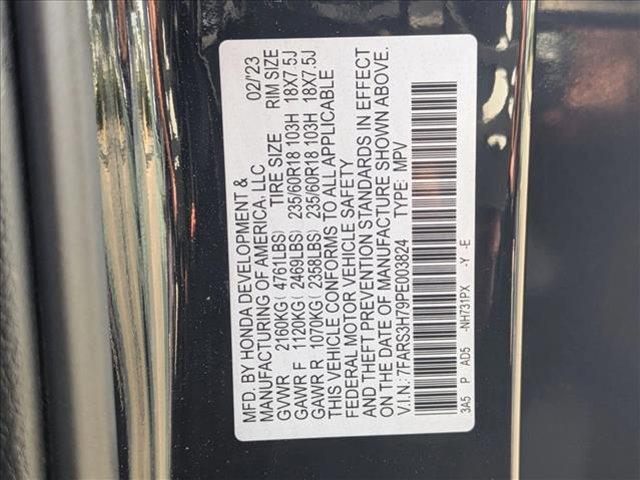 MFD. BY HONDA DEVELOPMENT &
MANUFACTURING OF AMERICA, LLC 02/'23
GVWR 2160KG ( 4761LBS) TIRE SIZE RIM SIZE
GAWR F 1120KG ( 2469LBS) 235/60R18 103H 18X7.5J
GAWR R 1070KG ( 2358LBS) 235/60R18 103H 18X7.5J
THIS VEHICLE CONFORMS TO ALL APPLICABLE
FEDERAL MOTOR VEHICLE SAFETY
AND THEFT PREVENTION STANDARDS IN EFFECT
ON THE DATE OF MANUFACTURE SHOWN ABOVE.
V.I.N.: 7FARS3H79PE003824 TYPE: MPV
3A5 P AD5 -NH731PX -Y -E